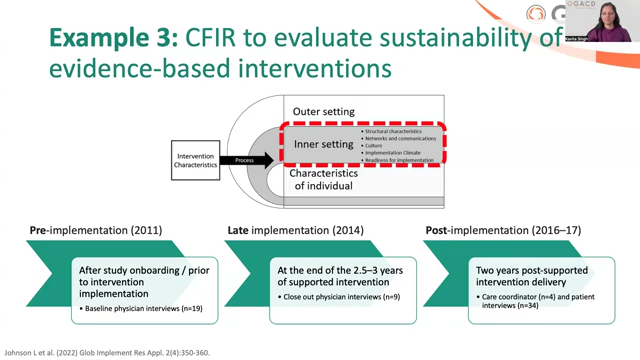 GACD
Example 3: CFIR to evaluate sustainability of
evidence-based interventions
Outer setting
Inner setting
• Structural characteristics
• Networks and communications
• Culture
• Implementation Climate
• Readiness for implementation
Intervention
Characteristics
Process
Characteristics
of individual
Pre-implementation (2011)
After study onboarding / prior
to intervention
implementation
• Baseline physician interviews (n=19)
Late implementation (2014)
At the end of the 2.5–3 years
of supported intervention
• Close out physician interviews (n=9)
Post-implementation (2016–17)
Two years post-supported
intervention delivery
• Care coordinator (n=4) and patient
interviews (n=34)
Johnson L et al. (2022) Glob Implement Res Appl. 2(4):350-360.